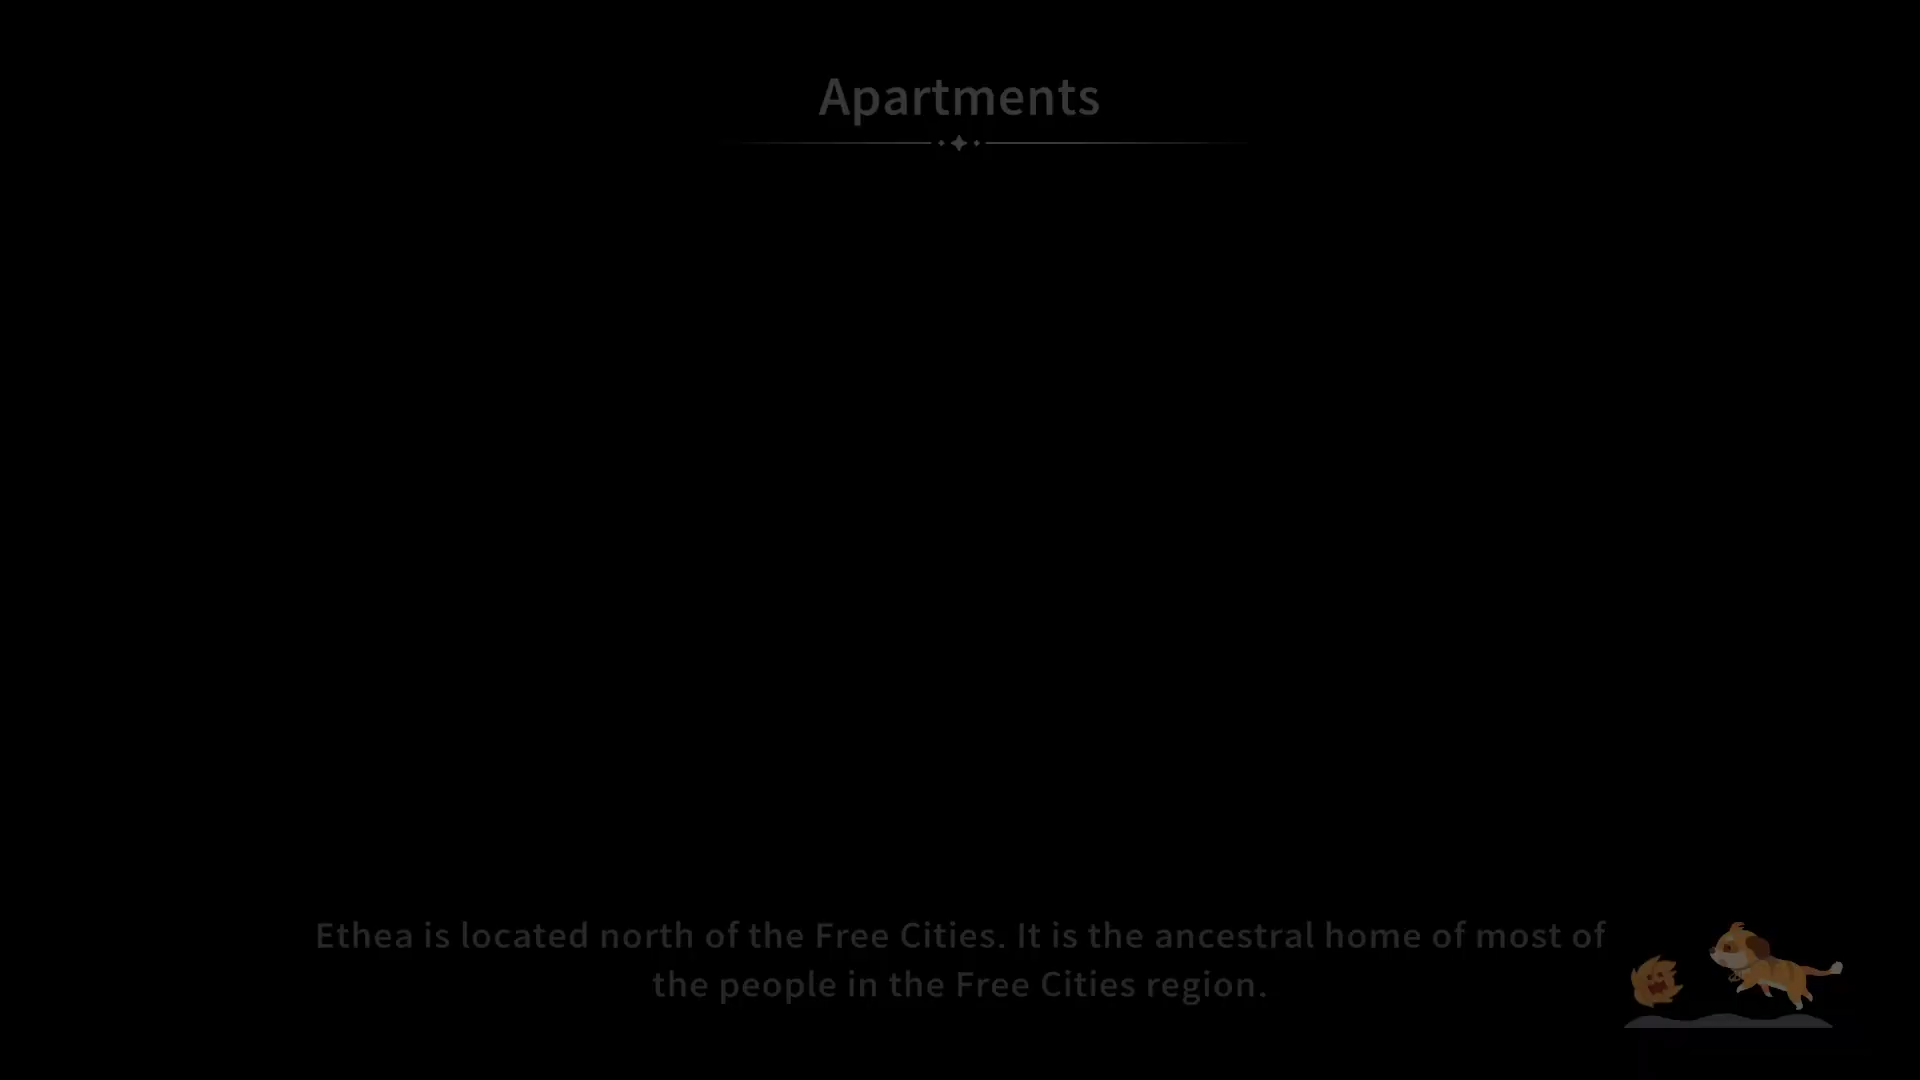 Apartments
Ethea is located north of the Free Cities. It is the ancestral home of most of
the people in the Free Cities region.